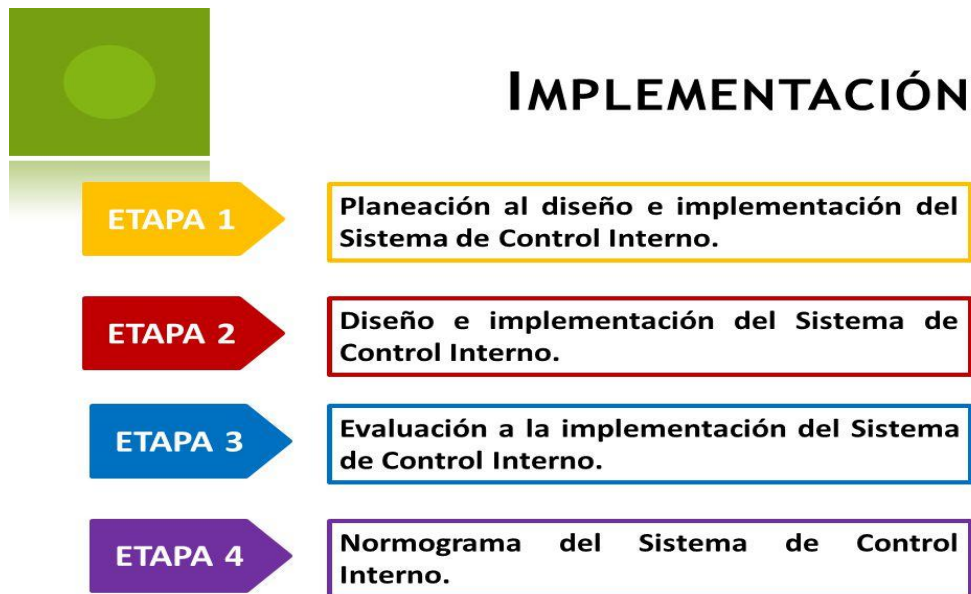 IMPLEMENTACIÓN
ETAPA 1
Planeación al diseño e implementación del
Sistema de Control Interno.
ETAPA 2
Diseño e implementación del Sistema de
Control Interno.
ETAPA 3
Evaluación a la implementación del Sistema
de Control Interno.
ETAPA 4
Normograma del Sistema de Control
Interno.